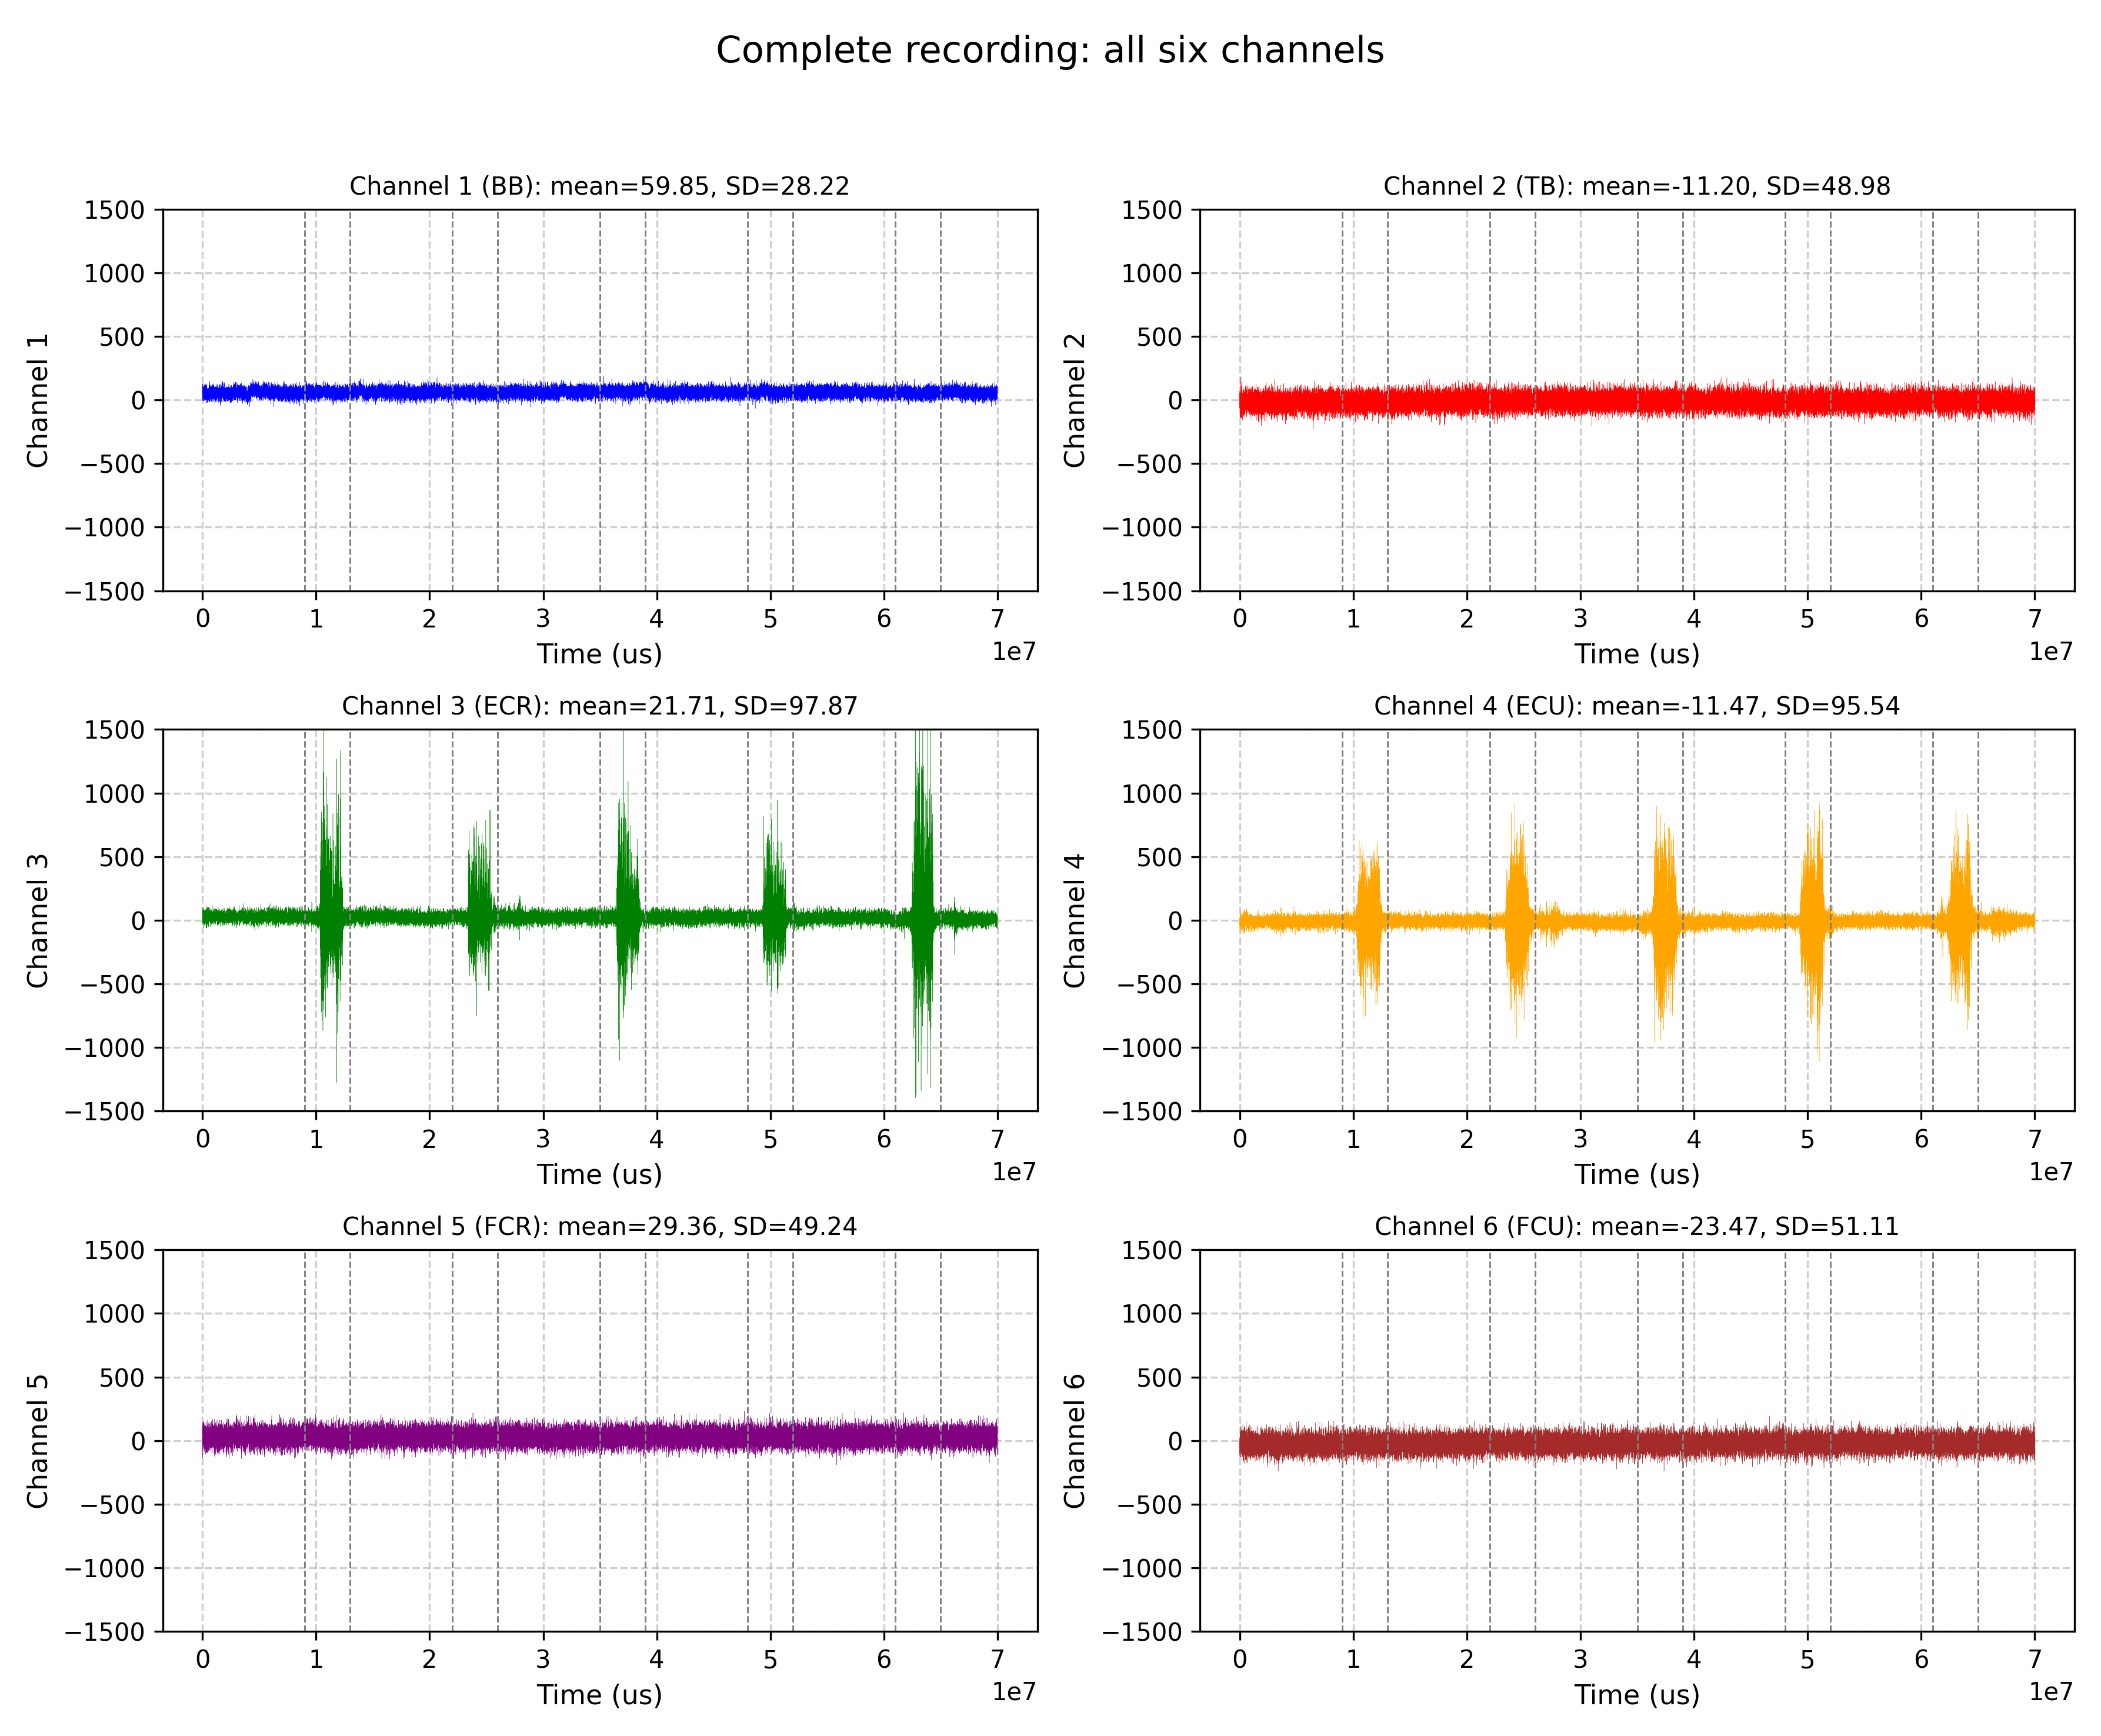 Complete recording: all six channels
Channel 1 (BB): mean=59.85, SD=28.22
1500
1000
500
0
−500
−1000
−1500
Channel 1
0 1 2 3 4 5 6 7
1e7
Time (us)
Channel 2 (TB): mean=-11.20, SD=48.98
1500
1000
500
0
−500
−1000
−1500
Channel 2
0 1 2 3 4 5 6 7
1e7
Time (us)
Channel 3 (ECR): mean=21.71, SD=97.87
1500
1000
500
0
−500
−1000
−1500
Channel 3
0 1 2 3 4 5 6 7
1e7
Time (us)
Channel 4 (ECU): mean=-11.47, SD=95.54
1500
1000
500
0
−500
−1000
−1500
Channel 4
0 1 2 3 4 5 6 7
1e7
Time (us)
Channel 5 (FCR): mean=29.36, SD=49.24
1500
1000
500
0
−500
−1000
−1500
Channel 5
0 1 2 3 4 5 6 7
1e7
Time (us)
Channel 6 (FCU): mean=-23.47, SD=51.11
1500
1000
500
0
−500
−1000
−1500
Channel 6
0 1 2 3 4 5 6 7
1e7
Time (us)